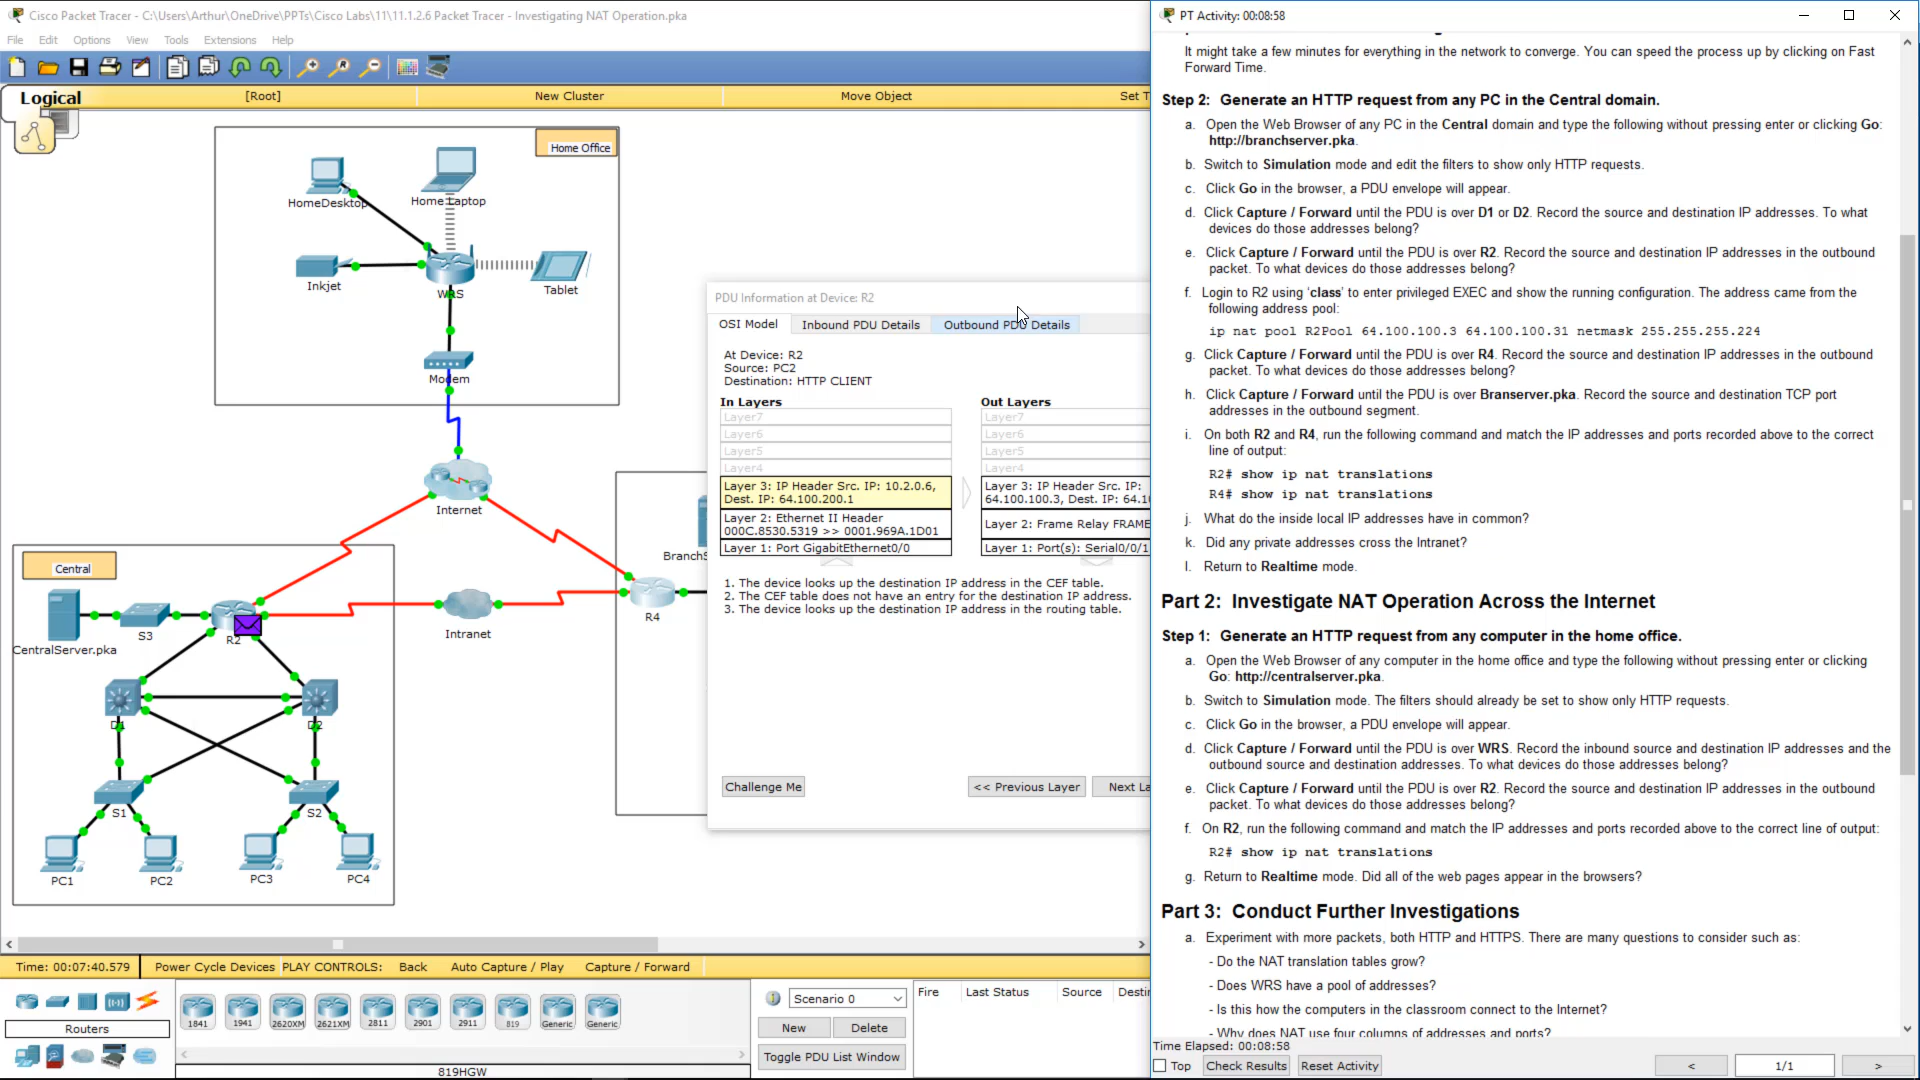 Cisco Packet Tracer - C:\Users\Arthur\OneDrive\PPTs\Cisco Labs\11\11.1.2.6 Packet Tracer - Investigating NAT Operation.pka
File Edit Options View Tools Extensions Help
Logical
[Root]
New Cluster
Move Object
Set T
Home Office
HomeDesktop
Home Laptop
Inkjet
WRS
Tablet
Modem
Internet
Central
CentralServer.pka
S3
R2
Intranet
R4
BranchS
D1
D2
S1
S2
PC1
PC2
PC3
PC4
PDU Information at Device: R2
OSI Model
Inbound PDU Details
Outbound PDU Details
At Device: R2
Source: PC2
Destination: HTTP CLIENT
In Layers
Layer7
Layer6
Layer5
Layer4
Layer 3: IP Header Src. IP: 10.2.0.6,
Dest. IP: 64.100.200.1
Layer 2: Ethernet II Header
000C.8530.5319 >> 0001.969A.1D01
Layer 1: Port GigabitEthernet0/0
Out Layers
Layer7
Layer6
Layer5
Layer4
Layer 3: IP Header Src. IP:
64.100.100.3, Dest. IP: 64.10
Layer 2: Frame Relay FRAME
Layer 1: Port(s): Serial0/0/1
1. The device looks up the destination IP address in the CEF table.
2. The CEF table does not have an entry for the destination IP address.
3. The device looks up the destination IP address in the routing table.
Challenge Me
<< Previous Layer
Next La
Time: 00:07:40.579
Power Cycle Devices PLAY CONTROLS: Back Auto Capture / Play Capture / Forward
Routers
1841
1941
2620XM
2621XM
2811
2901
2911
819
Generic
Generic
819HGW
Scenario 0
New
Delete
Toggle PDU List Window
Fire
Last Status
Source
Destin
PT Activity: 00:08:58
It might take a few minutes for everything in the network to converge. You can speed the process up by clicking on Fast
Forward Time.
Step 2: Generate an HTTP request from any PC in the Central domain.
a. Open the Web Browser of any PC in the Central domain and type the following without pressing enter or clicking Go:
http://branchserver.pka.
b. Switch to Simulation mode and edit the filters to show only HTTP requests.
c. Click Go in the browser, a PDU envelope will appear.
d. Click Capture / Forward until the PDU is over D1 or D2. Record the source and destination IP addresses. To what
devices do those addresses belong?
e. Click Capture / Forward until the PDU is over R2. Record the source and destination IP addresses in the outbound
packet. To what devices do those addresses belong?
f. Login to R2 using 'class' to enter privileged EXEC and show the running configuration. The address came from the
following address pool:
ip nat pool R2Pool 64.100.100.3 64.100.100.31 netmask 255.255.255.224
g. Click Capture / Forward until the PDU is over R4. Record the source and destination IP addresses in the outbound
packet. To what devices do those addresses belong?
h. Click Capture / Forward until the PDU is over Branserver.pka. Record the source and destination TCP port
addresses in the outbound segment.
i. On both R2 and R4, run the following command and match the IP addresses and ports recorded above to the correct
line of output:
R2# show ip nat translations
R4# show ip nat translations
j. What do the inside local IP addresses have in common?
k. Did any private addresses cross the Intranet?
l. Return to Realtime mode.
Part 2: Investigate NAT Operation Across the Internet
Step 1: Generate an HTTP request from any computer in the home office.
a. Open the Web Browser of any computer in the home office and type the following without pressing enter or clicking
Go: http://centralserver.pka.
b. Switch to Simulation mode. The filters should already be set to show only HTTP requests.
c. Click Go in the browser, a PDU envelope will appear.
d. Click Capture / Forward until the PDU is over WRS. Record the inbound source and destination IP addresses and the
outbound source and destination addresses. To what devices do those addresses belong?
e. Click Capture / Forward until the PDU is over R2. Record the source and destination IP addresses in the outbound
packet. To what devices do those addresses belong?
f. On R2, run the following command and match the IP addresses and ports recorded above to the correct line of output:
R2# show ip nat translations
g. Return to Realtime mode. Did all of the web pages appear in the browsers?
Part 3: Conduct Further Investigations
a. Experiment with more packets, both HTTP and HTTPS. There are many questions to consider such as:
- Do the NAT translation tables grow?
- Does WRS have a pool of addresses?
- Is this how the computers in the classroom connect to the Internet?
- Why does NAT use four columns of addresses and ports?
Time Elapsed: 00:08:58
Top
Check Results
Reset Activity
<
1/1
>